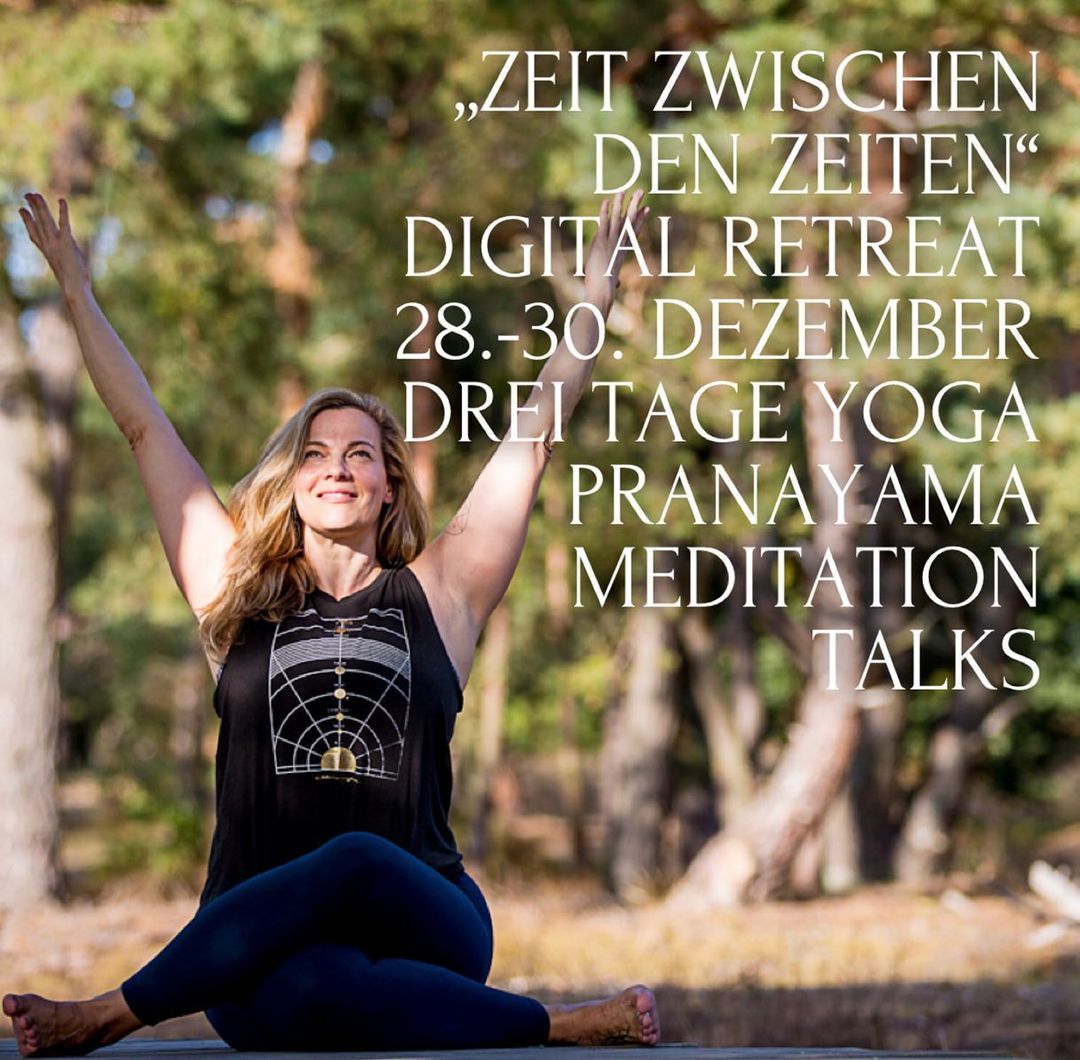 „ZEIT ZWISCHEN
DEN ZEITEN“
DIGITAL RETREAT
28.-30. DEZEMBER
DREI TAGE YOGA
PRANAYAMA
MEDITATION
TALKS